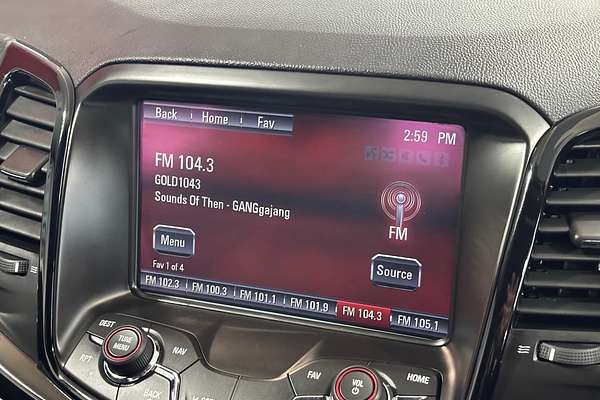 Back Home Fav
2:59 PM
FM 104.3
GOLD1043
Sounds Of Then - GANGgajang
FM
Menu
Source
Fav 1 of 4
FM 102.3 FM 100.3 FM 101.1 FM 101.9 FM 104.3 FM 105.1
DEST TUNE MENU NAV FAV VOL HOME
RPT BACK